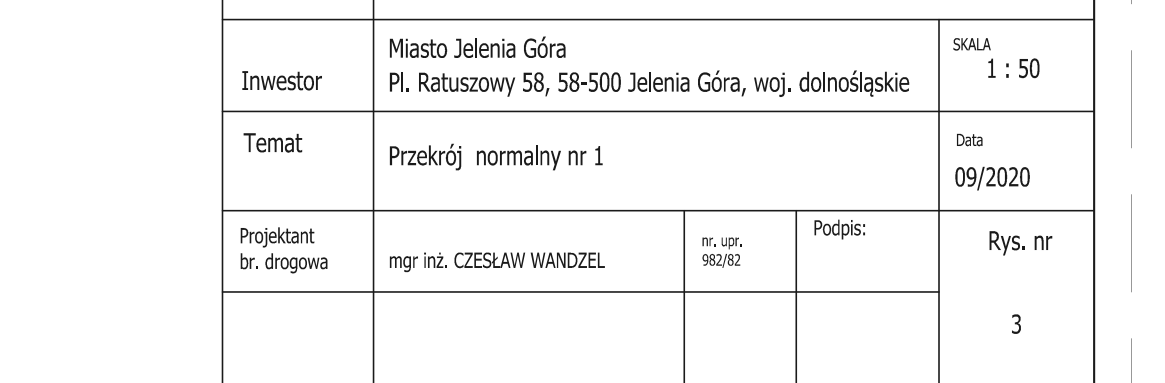 Inwestor
Miasto Jelenia Góra
Pl. Ratuszowy 58, 58-500 Jelenia Góra, woj. dolnośląskie
SKALA
1 : 50
Temat
Przekrój normalny nr 1
Data
09/2020
Projektant
br. drogowa
mgr inż. CZESŁAW WANDZEL
nr. upr.
982/82
Podpis:
Rys. nr
3